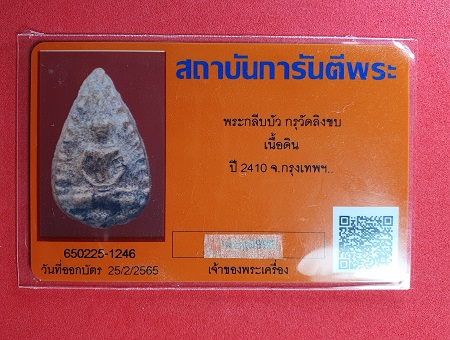 สถาบันการันตีพระ
พระกลีบบัว กรุวัดลิงขบ
เนื้อดิน
ปี 2410 จ.กรุงเทพฯ..
650225-1246
วันที่ออกบัตร 25/2/2565
เจ้าของพระเครื่อง